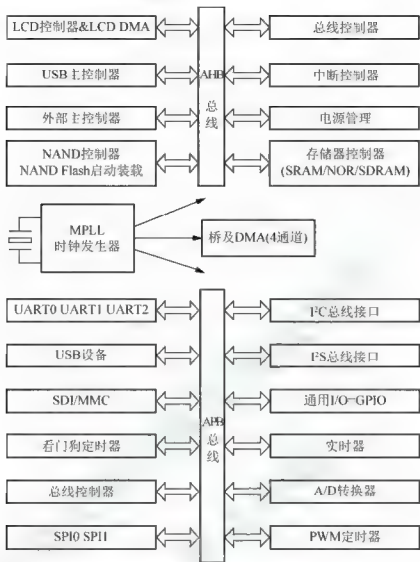 LCD控制器&LCD DMA
总线控制器
USB主控制器
AHB
总线
中断控制器
外部主控制器
电源管理
NAND控制器
NAND Flash启动装载
存储器控制器
(SRAM/NOR/SDRAM)
MPLL
时钟发生器
桥及DMA(4通道)
UART0 UART1 UART2
I²C总线接口
USB设备
I²S总线接口
SDI/MMC
APB
总线
通用I/O GPIO
看门狗定时器
实时器
总线控制器
A/D转换器
SPI0 SPI1
PWM定时器